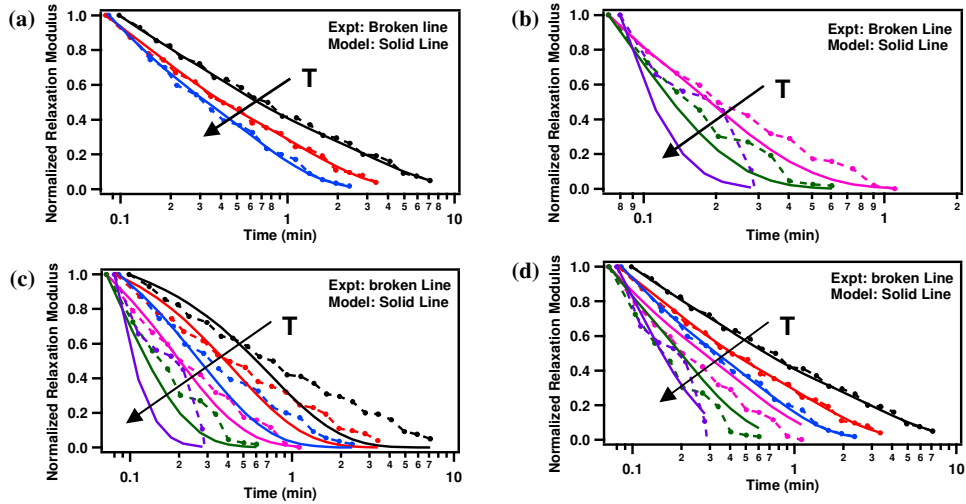 (a)
Normalized Relaxation Modulus
1.0
0.8
0.6
0.4
0.2
0.0
Expt: Broken line
Model: Solid Line
T
0.1 2 3 4 5 6 7 8 1 2 3 4 5 6 7 10
Time (min)
(b)
Normalized Relaxation Modulus
1.0
0.8
0.6
0.4
0.2
0.0
Expt: Broken Line
Model: Solid Line
T
8 9 0.1 2 3 4 5 6 7 8 9 1 2
Time (min)
(c)
Normalized Relaxation Modulus
1.0
0.8
0.6
0.4
0.2
0.0
Expt: broken Line
Model: Solid Line
T
0.1 2 3 4 5 6 7 1 2 3 4 5 6 7 10
Time (min)
(d)
Normalized Relaxation Modulus
1.0
0.8
0.6
0.4
0.2
0.0
Expt: broken Line
Model: Solid Line
T
0.1 2 3 4 5 6 7 1 2 3 4 5 6 7 10
Time (min)